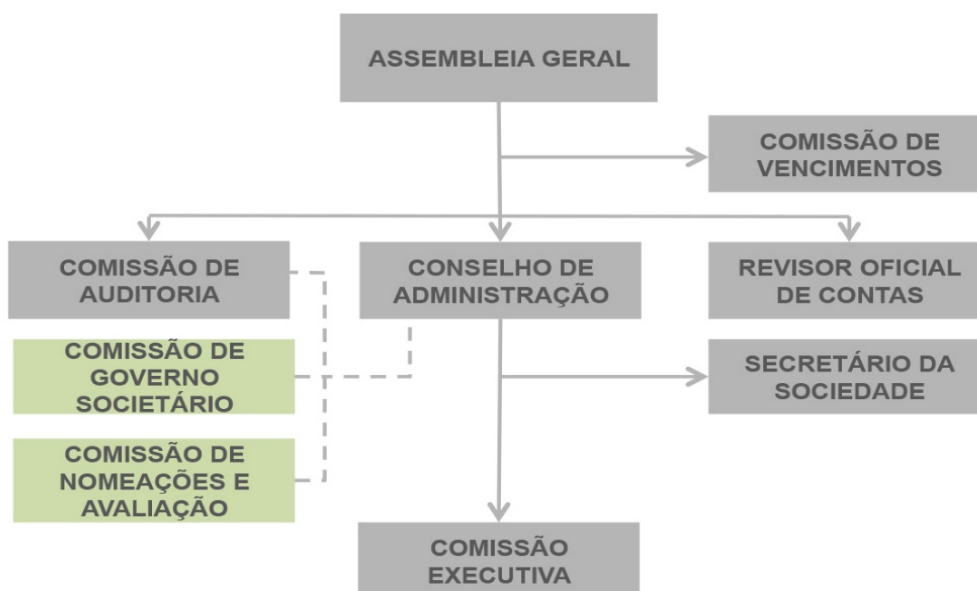 ASSEMBLEIA GERAL
COMISSÃO DE
VENCIMENTOS
COMISSÃO DE
AUDITORIA
CONSELHO DE
ADMINISTRAÇÃO
REVISOR OFICIAL
DE CONTAS
COMISSÃO DE
GOVERNO
SOCIETÁRIO
SECRETÁRIO DA
SOCIEDADE
COMISSÃO DE
NOMEAÇÕES E
AVALIAÇÃO
COMISSÃO
EXECUTIVA